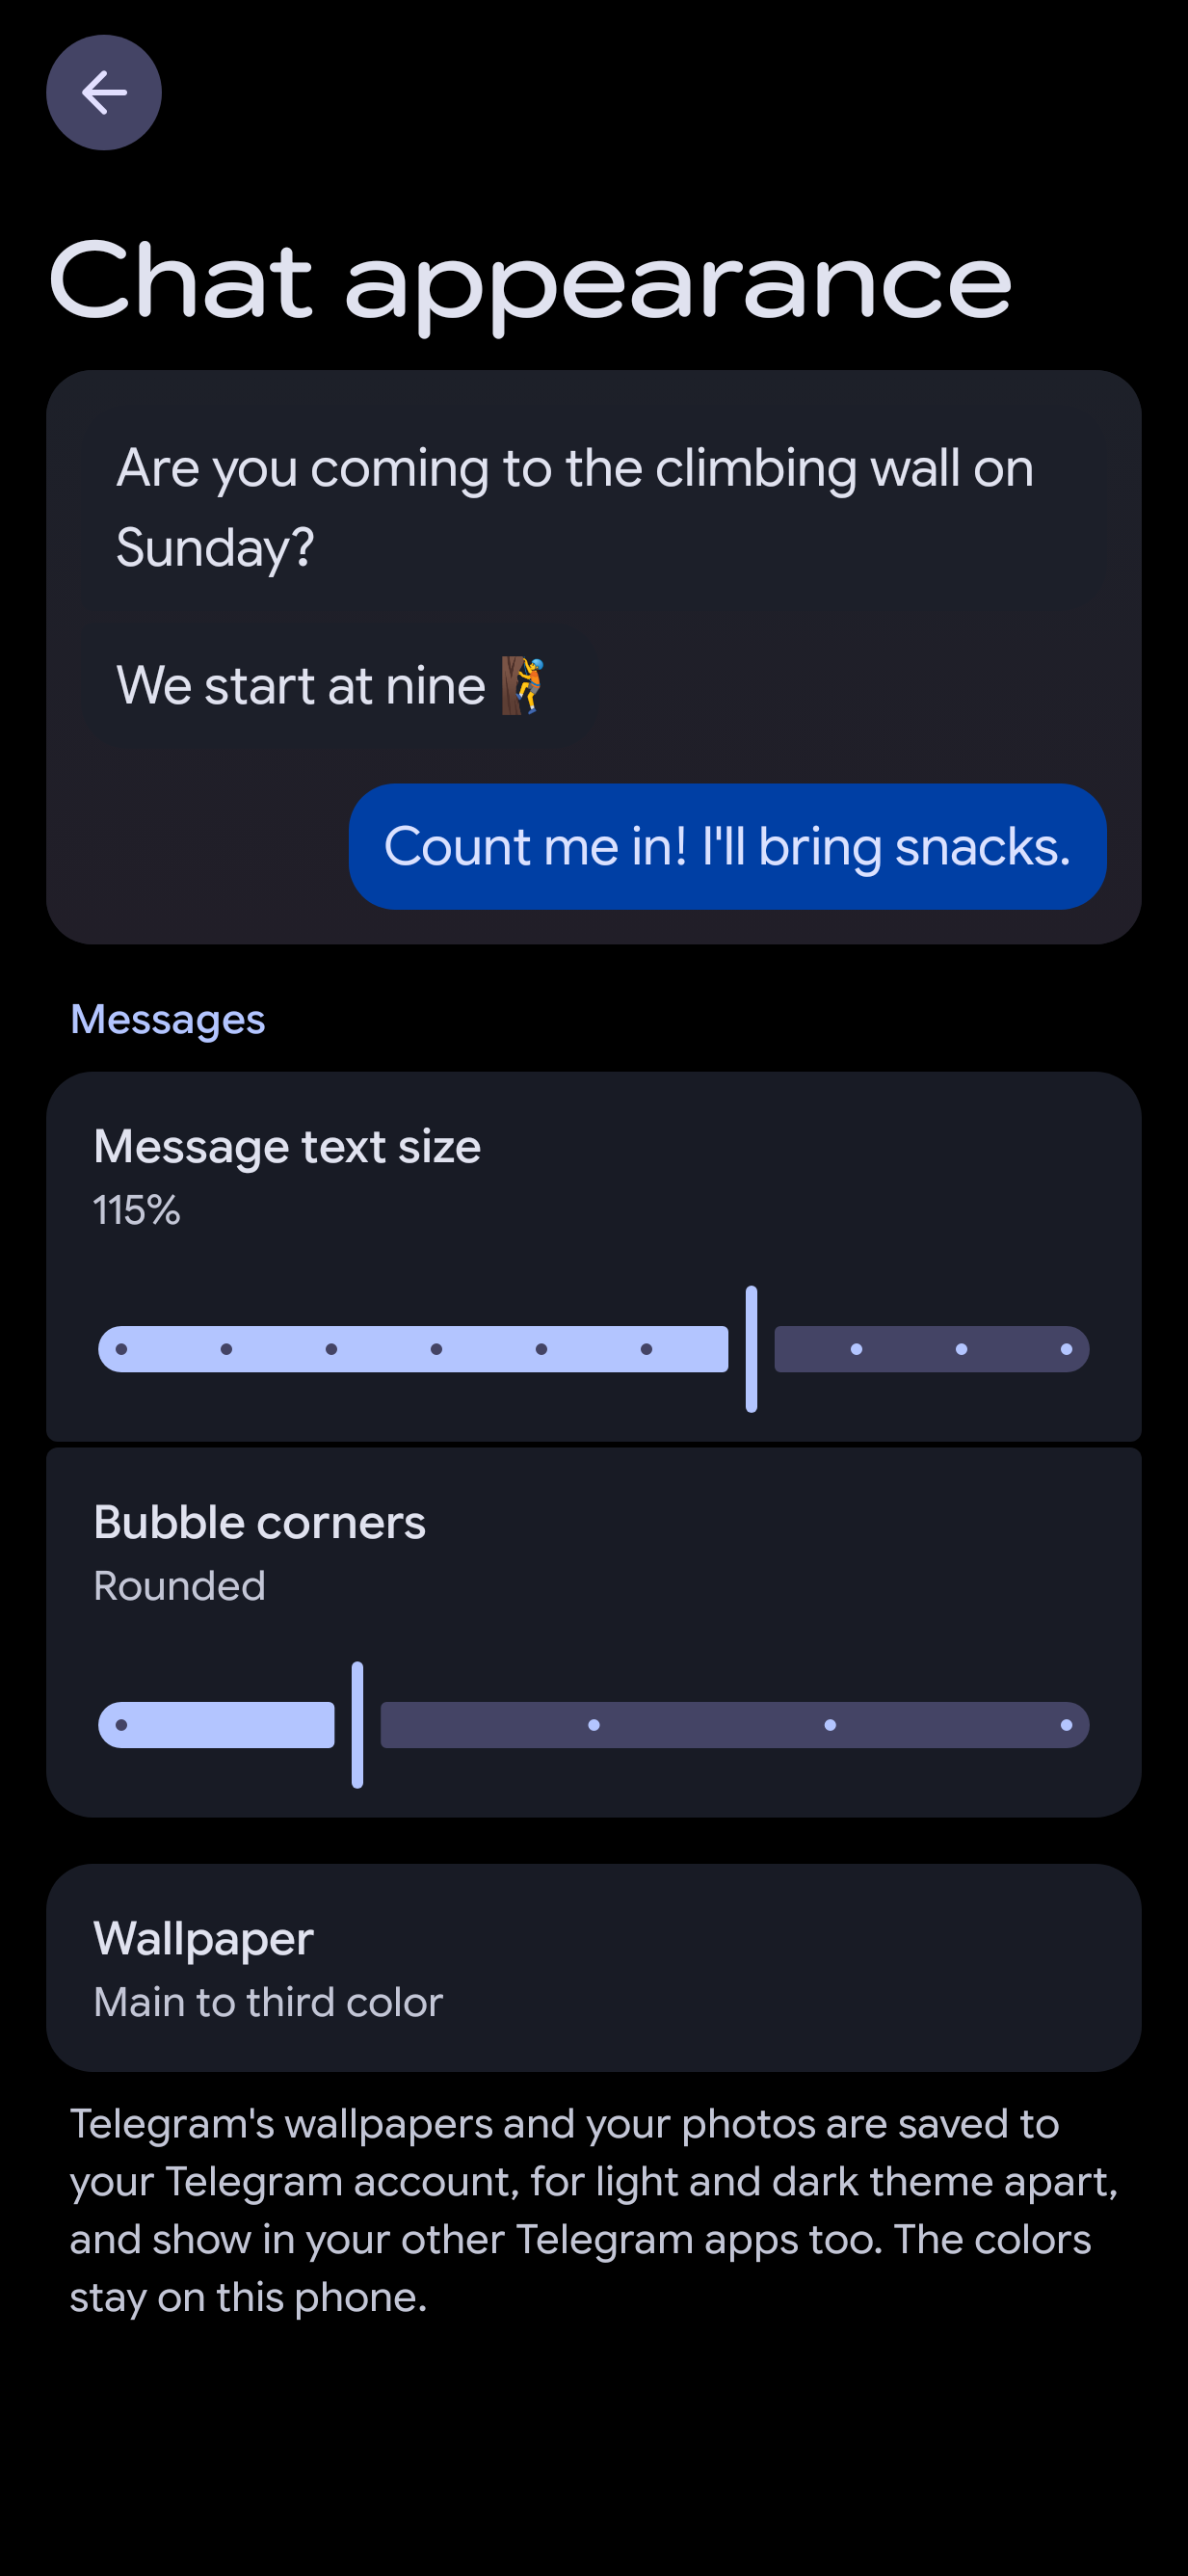 Chat appearance
Are you coming to the climbing wall on
Sunday?
We start at nine 🧗
Count me in! I'll bring snacks.
Messages
Message text size
115%
Bubble corners
Rounded
Wallpaper
Main to third color
Telegram's wallpapers and your photos are saved to
your Telegram account, for light and dark theme apart,
and show in your other Telegram apps too. The colors
stay on this phone.